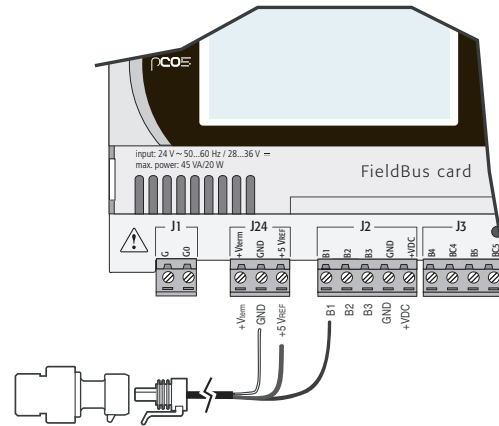 pCO5
input: 24 V ~ 50...60 Hz / 28...36 V ⎓
max. power: 45 VA/20 W
FieldBus card
J1 J24 J2 J3
G G0 +Vterm GND +5 VREF B1 B2 B3 GND +VDC B4 BC4 B5 BC5
+Vterm GND +5 VREF B1 B2 B3 GND +VDC